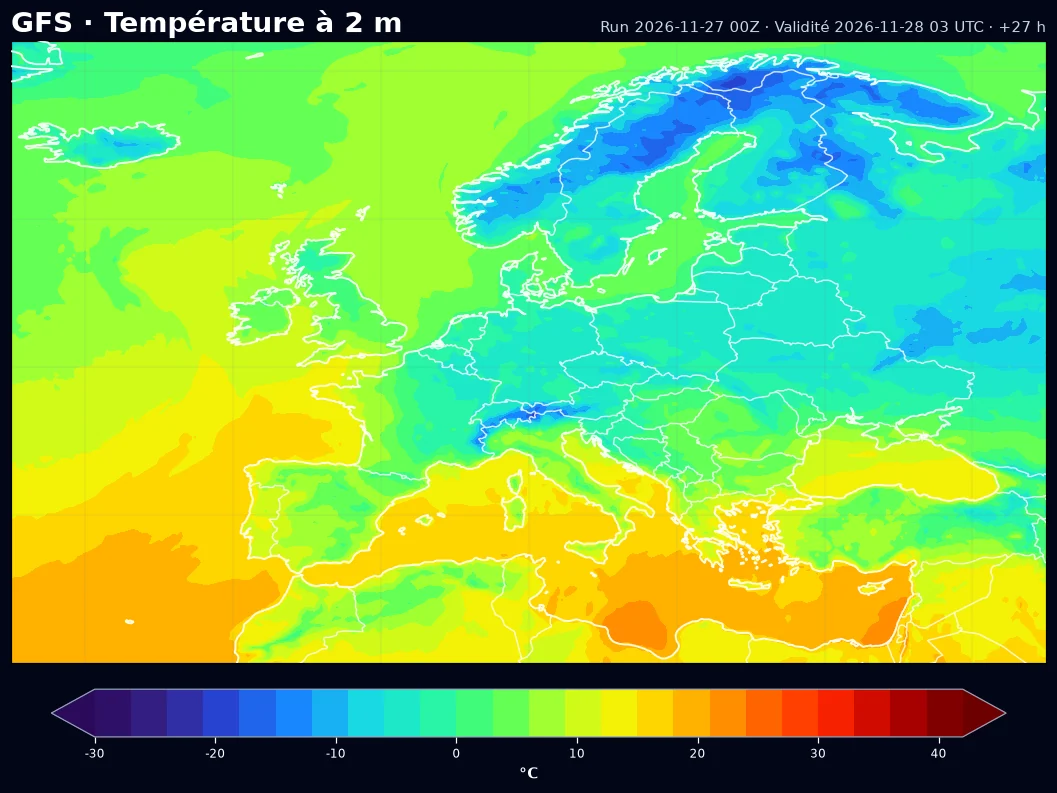 GFS · Température à 2 m
Run 2026-11-27 00Z · Validité 2026-11-28 03 UTC · +27 h
-30 -20 -10 0 10 20 30 40
°C